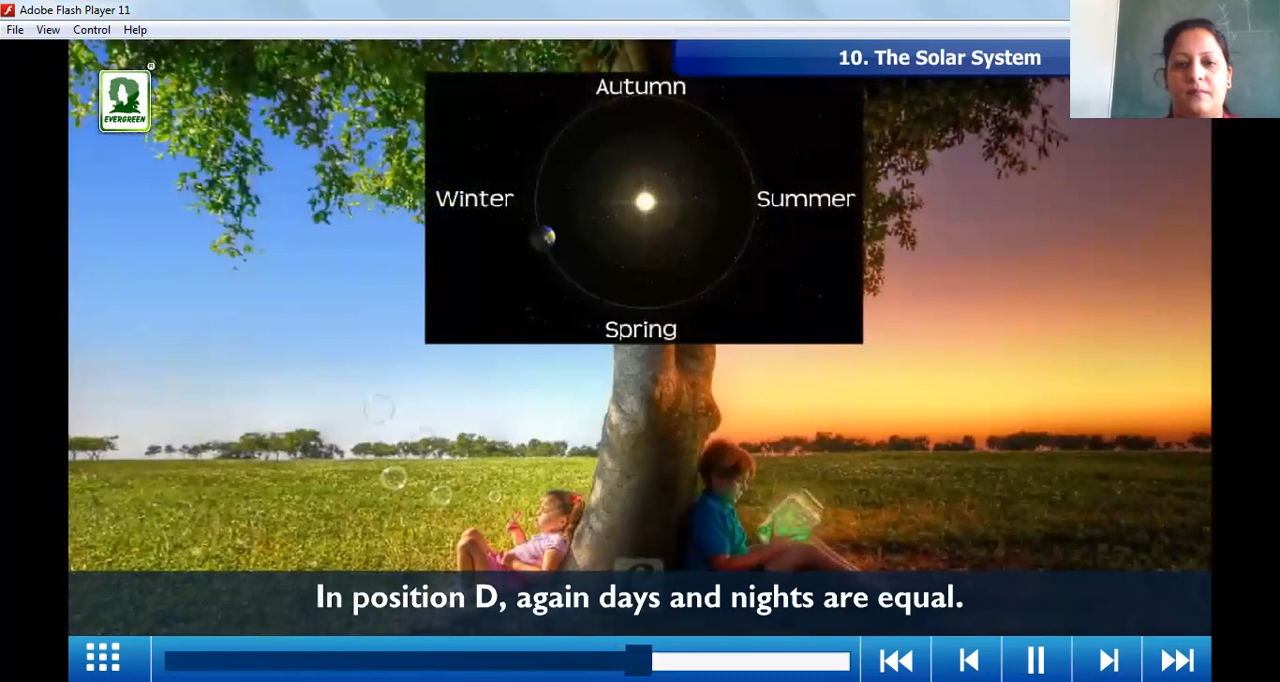 Adobe Flash Player 11
File View Control Help
10. The Solar System
EVERGREEN
®
Autumn
Winter
Summer
Spring
In position D, again days and nights are equal.